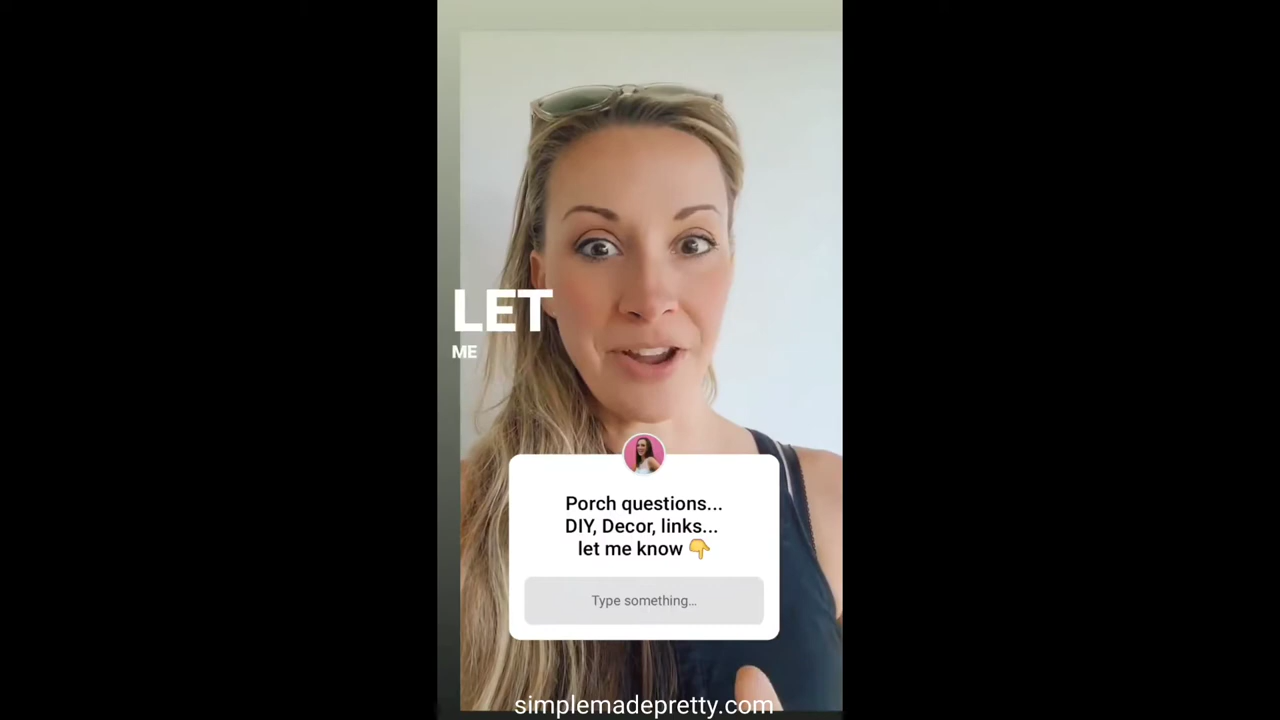 LET
ME
Porch questions...
DIY, Decor, links...
let me know 👇
Type something...
simplemadepretty.com